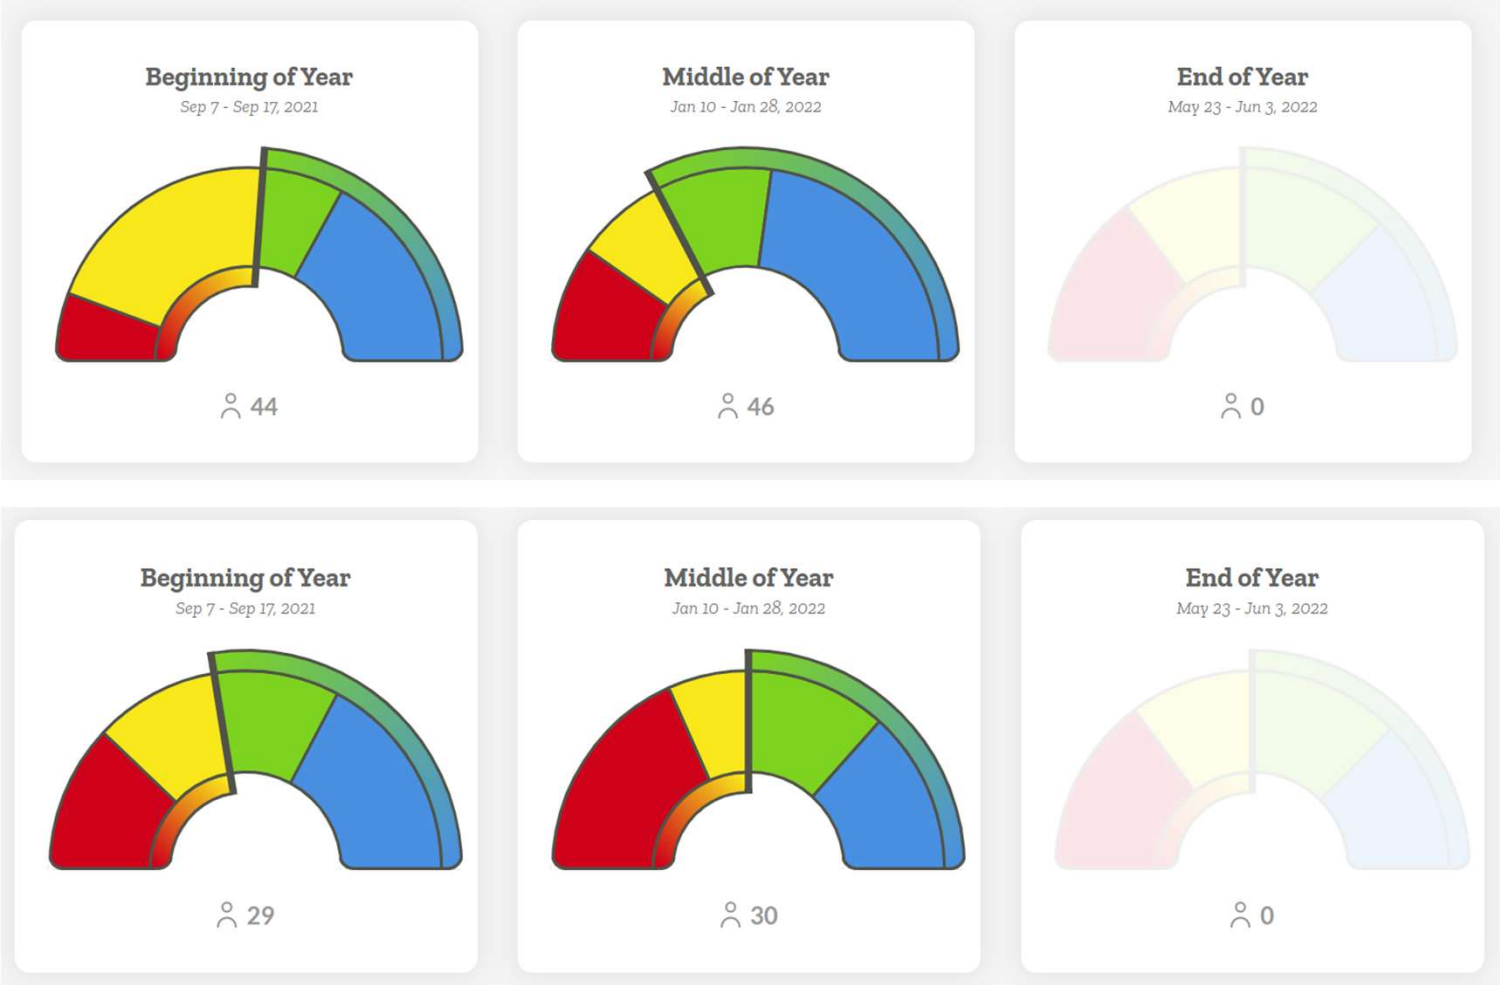 Beginning of Year
Sep 7 - Sep 17, 2021
44
Middle of Year
Jan 10 - Jan 28, 2022
46
End of Year
May 23 - Jun 3, 2022
0
Beginning of Year
Sep 7 - Sep 17, 2021
29
Middle of Year
Jan 10 - Jan 28, 2022
30
End of Year
May 23 - Jun 3, 2022
0